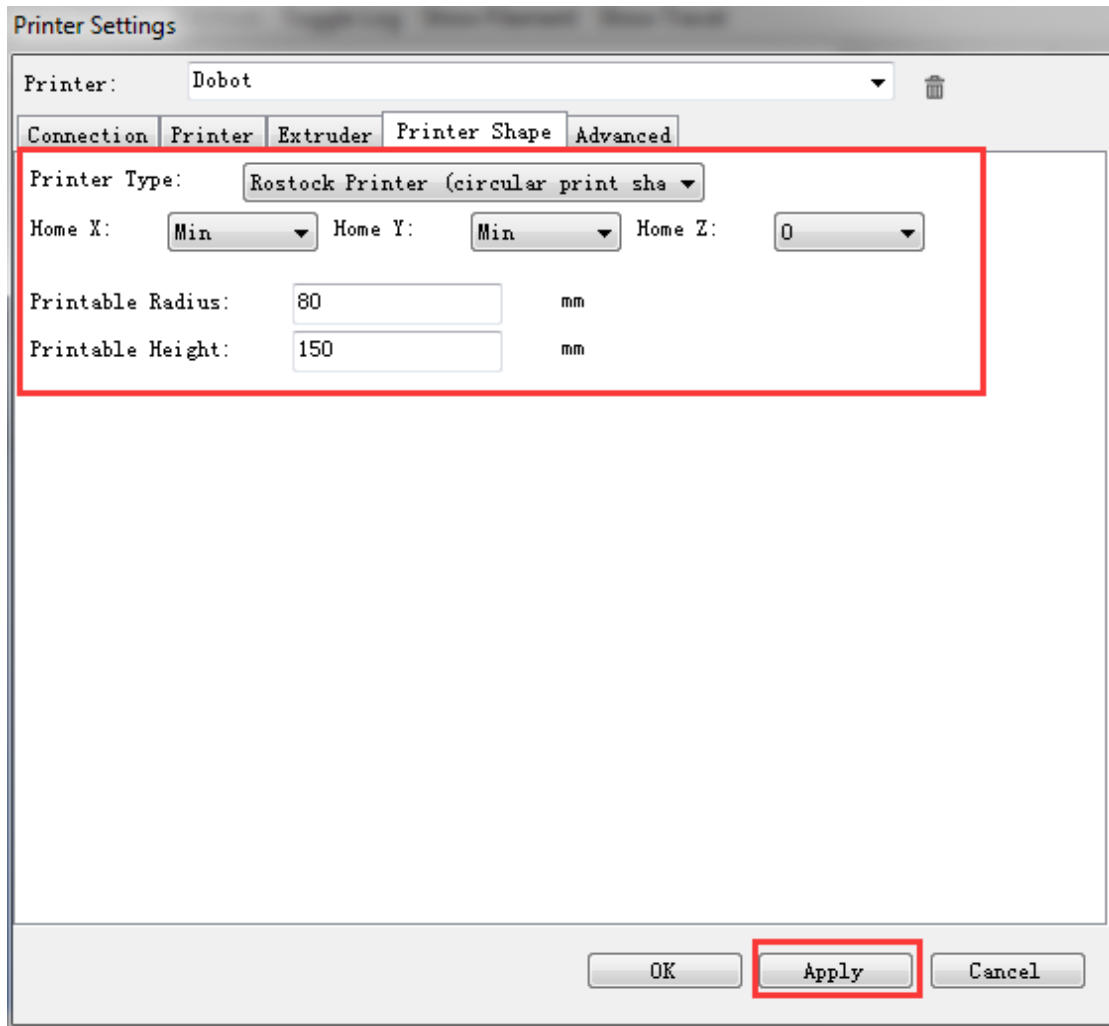 Printer Settings
Printer: Dobot
Connection Printer Extruder Printer Shape Advanced
Printer Type: Rostock Printer (circular print sha
Home X: Min Home Y: Min Home Z: 0
Printable Radius: 80 mm
Printable Height: 150 mm
OK Apply Cancel